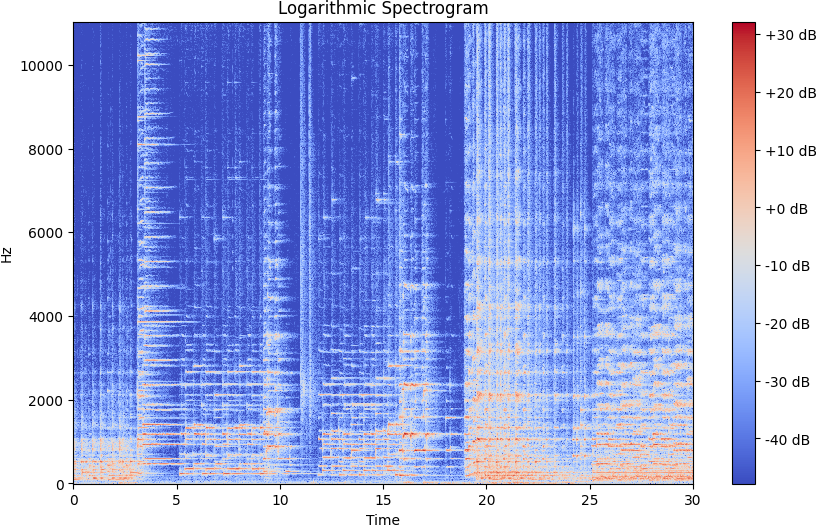 Logarithmic Spectrogram
Hz
10000
8000
6000
4000
2000
0
0 5 10 15 20 25 30
Time
+30 dB
+20 dB
+10 dB
+0 dB
-10 dB
-20 dB
-30 dB
-40 dB